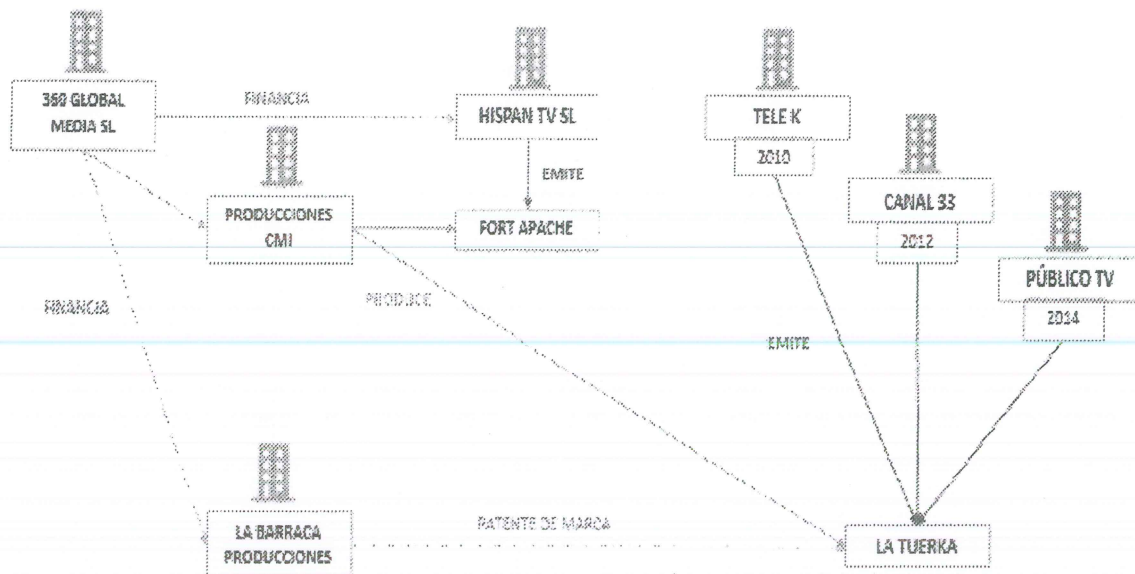 360 GLOBAL
MEDIA SL
FINANCIA
HISPAN TV SL
TELE K
2010
EMITE
CANAL 33
2012
PRODUCCIONES
CMI
FORT APACHE
PÚBLICO TV
2014
FINANCIA
PRODUCE
EMITE
LA BARRACA
PRODUCCIONES
PATENTE DE MARCA
LA TUERKA